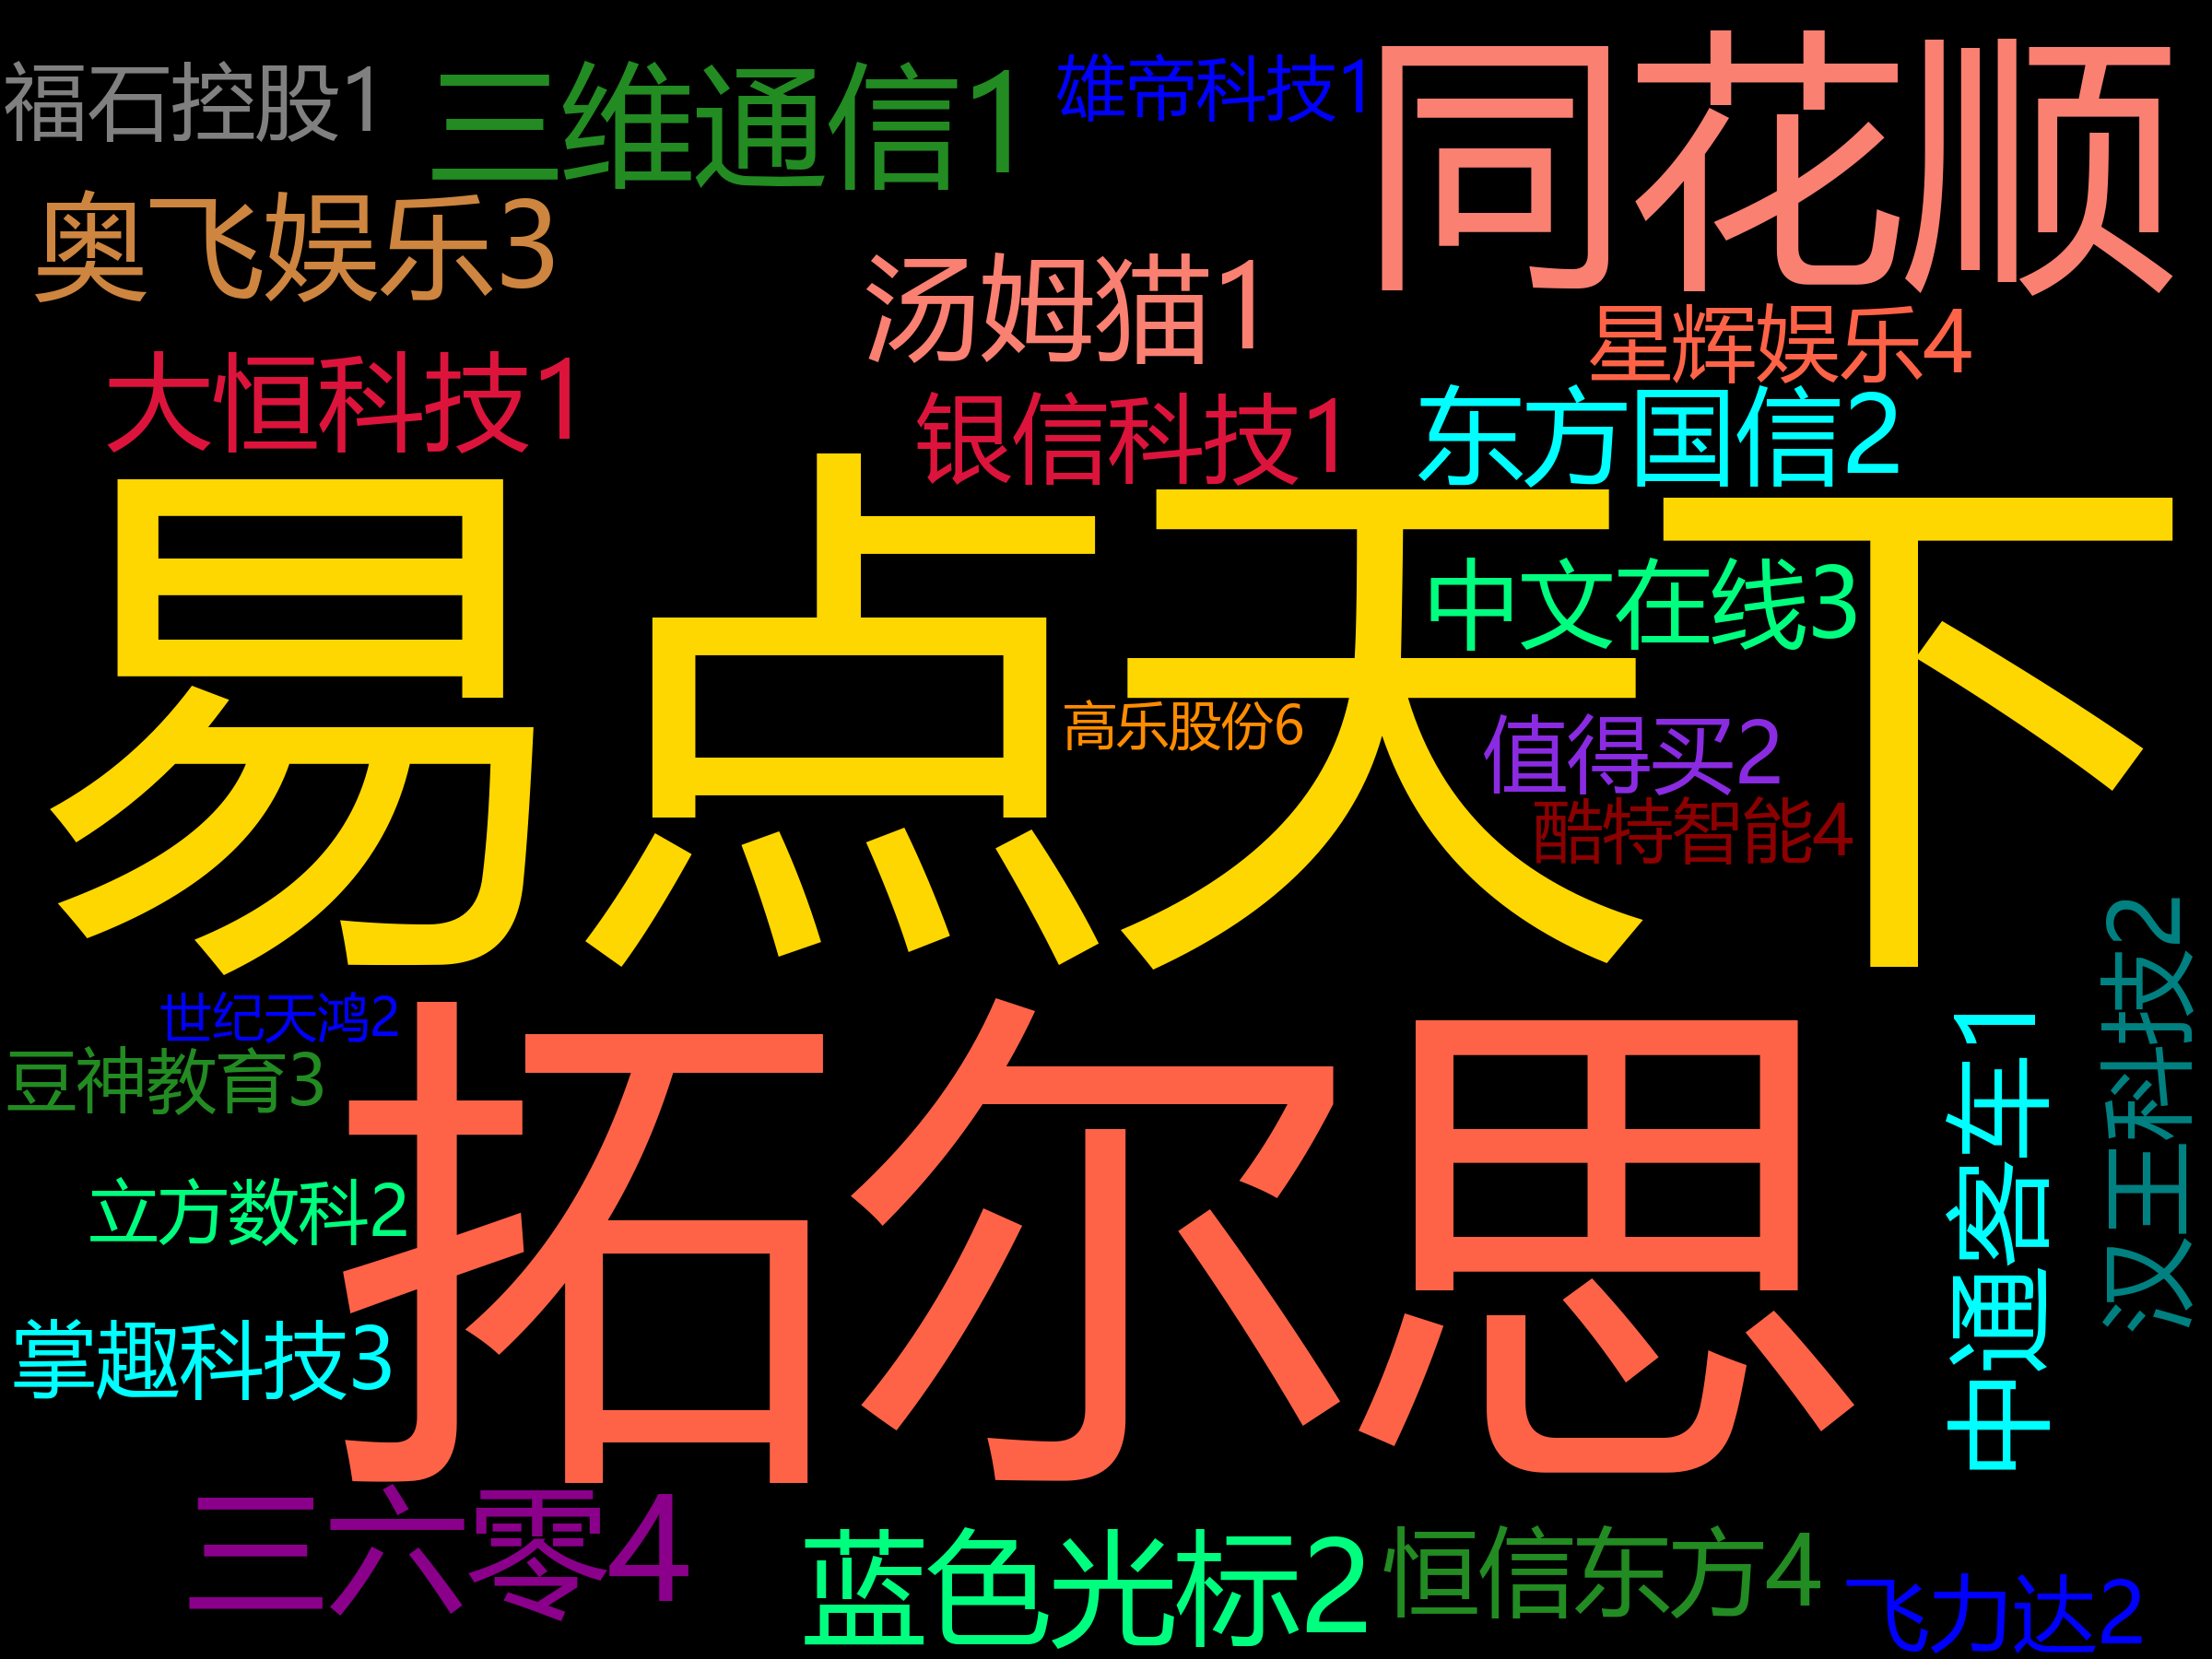 福石控股1
三维通信1
雄帝科技1
同花顺
奥飞娱乐3
汤姆猫1
星辉娱乐4
大恒科技1
银信科技1
东方国信2
易点天下
中文在线3
高乐股份6
值得买2
酷特智能4
汉王科技2
世纪天鸿2
豆神教育3
拓尔思
中通客车1
立方数科2
掌趣科技3
三六零4
蓝色光标2
恒信东方4
飞力达2